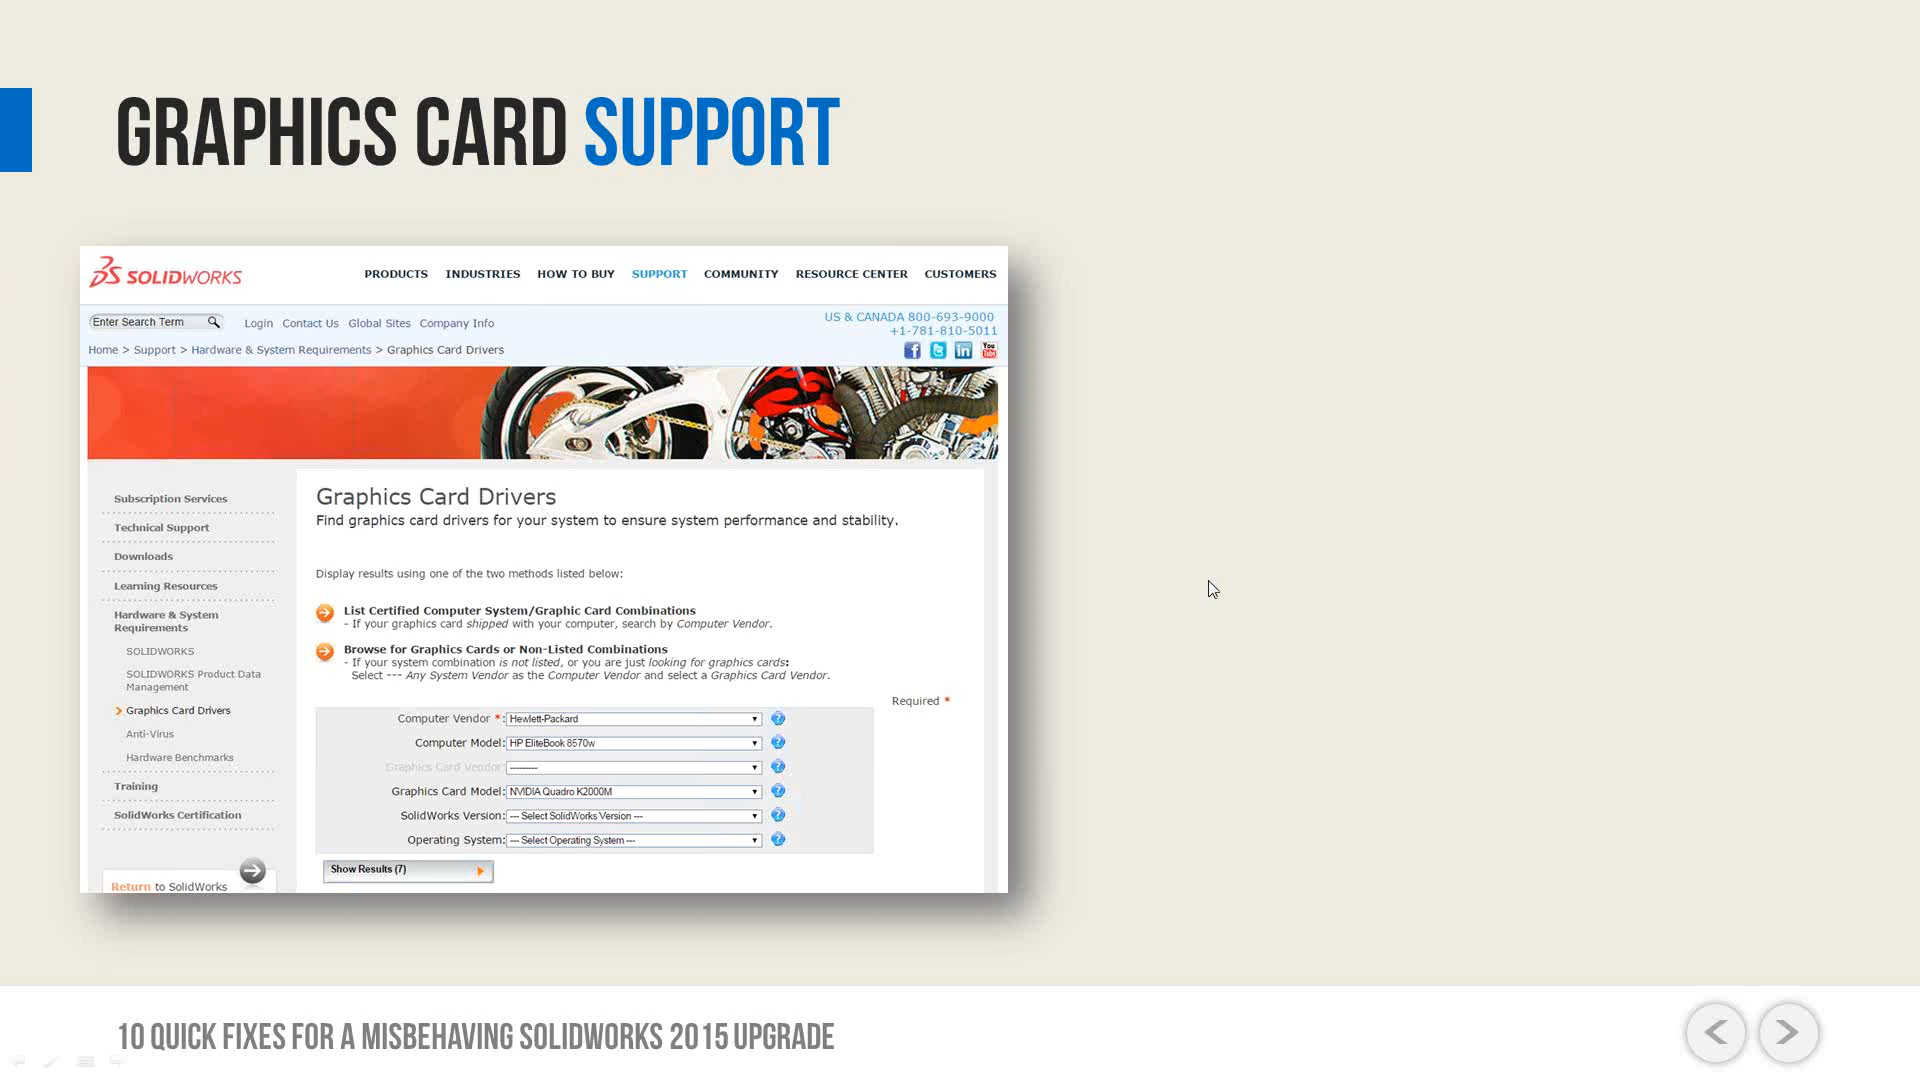 GRAPHICS CARD SUPPORT
SOLIDWORKS
PRODUCTS INDUSTRIES HOW TO BUY SUPPORT COMMUNITY RESOURCE CENTER CUSTOMERS
Enter Search Term Login Contact Us Global Sites Company Info
US & CANADA 800-693-9000
+1-781-810-5011
Home > Support > Hardware & System Requirements > Graphics Card Drivers
Subscription Services
Technical Support
Downloads
Learning Resources
Hardware & System
Requirements
SOLIDWORKS
SOLIDWORKS Product Data
Management
Graphics Card Drivers
Anti-Virus
Hardware Benchmarks
Training
SolidWorks Certification
Return to SolidWorks
Graphics Card Drivers
Find graphics card drivers for your system to ensure system performance and stability.
Display results using one of the two methods listed below:
List Certified Computer System/Graphic Card Combinations
- If your graphics card shipped with your computer, search by Computer Vendor.
Browse for Graphics Cards or Non-Listed Combinations
- If your system combination is not listed, or you are just looking for graphics cards:
Select --- Any System Vendor as the Computer Vendor and select a Graphics Card Vendor.
Required *
Computer Vendor *: Hewlett-Packard
Computer Model: HP EliteBook 8570w
Graphics Card Vendor: ---------
Graphics Card Model: NVIDIA Quadro K2000M
SolidWorks Version: --- Select SolidWorks Version ---
Operating System: --- Select Operating System ---
Show Results (7)
10 QUICK FIXES FOR A MISBEHAVING SOLIDWORKS 2015 UPGRADE